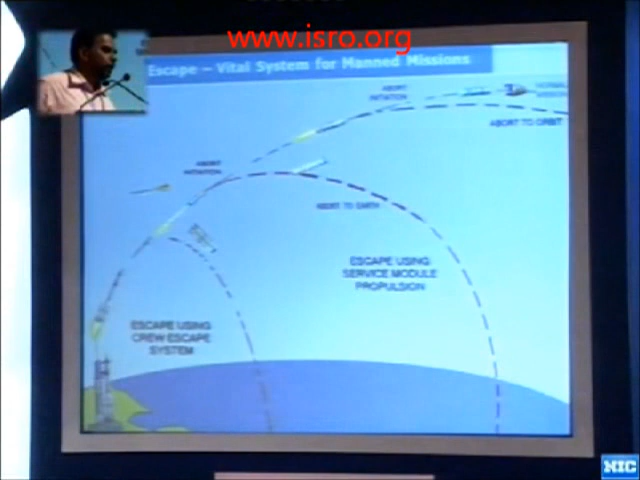 www.isro.org
Escape – Vital System for Manned Missions
ABORT
INITIATION
ABORT TO ORBIT
ABORT
INITIATION
ABORT TO EARTH
ESCAPE USING
SERVICE MODULE
PROPULSION
ESCAPE USING
CREW ESCAPE
SYSTEM
NIC